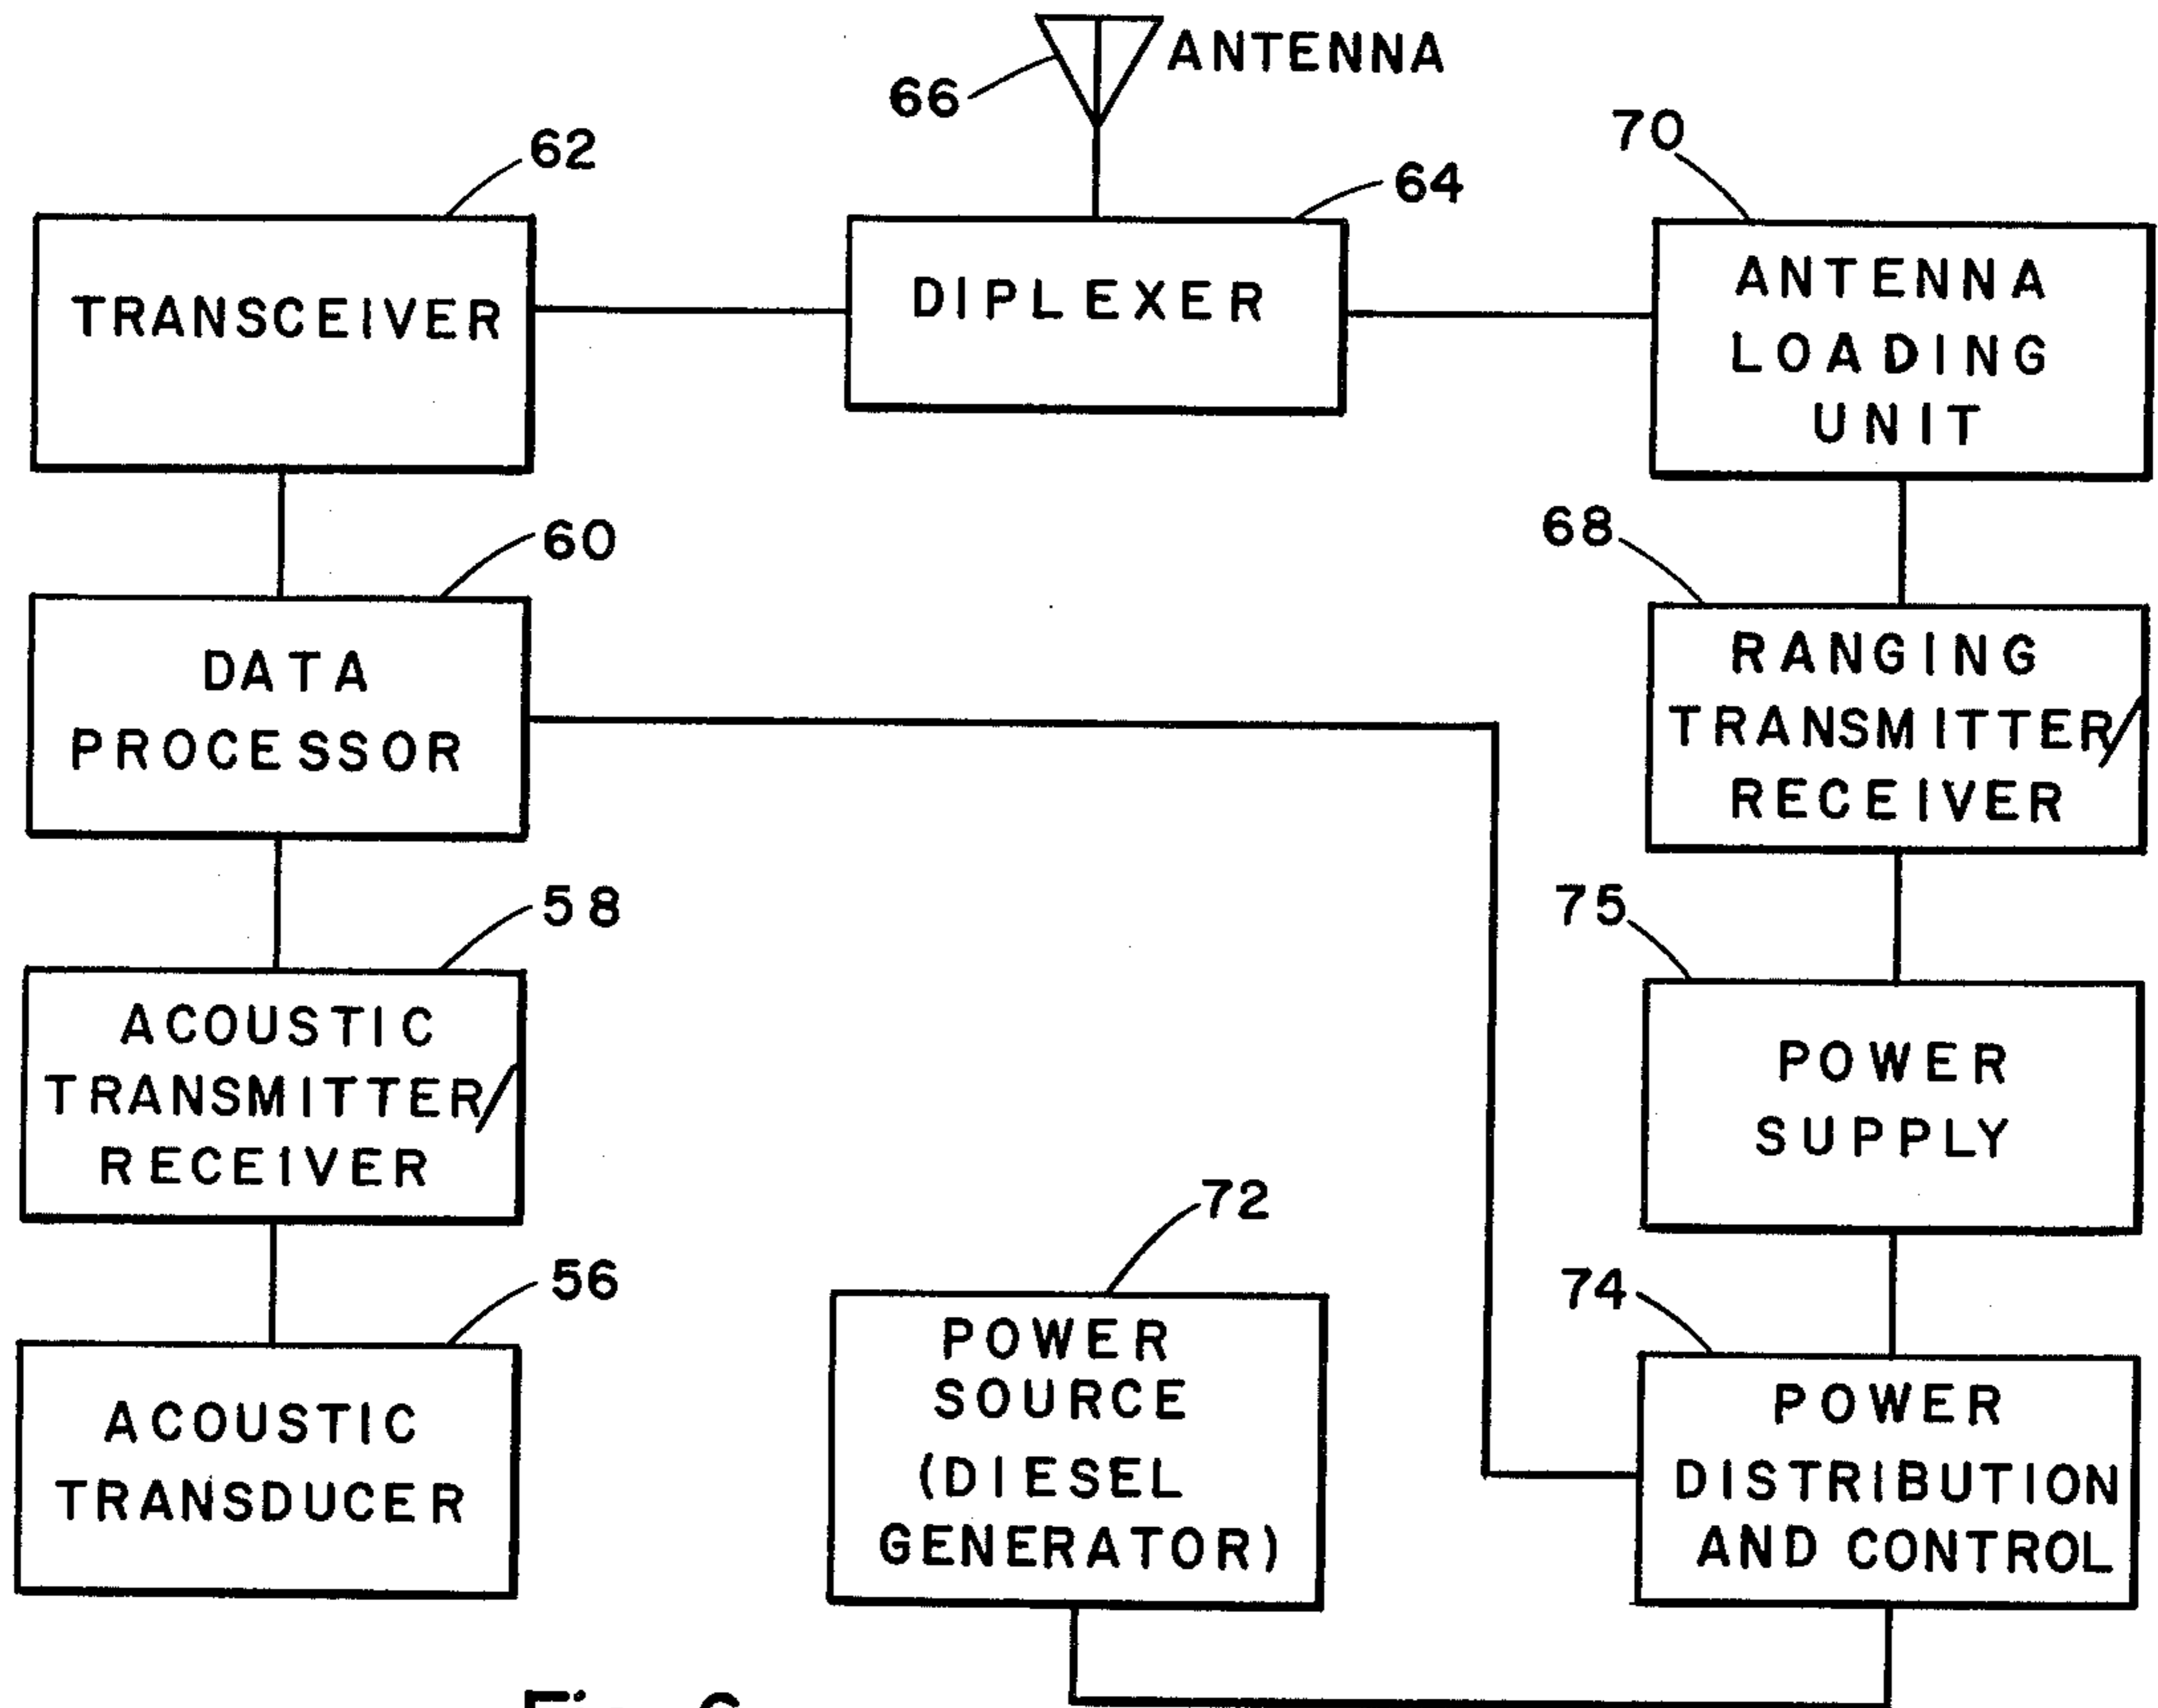 ANTENNA
66
62
64
70
TRANSCEIVER
DIPLEXER
ANTENNA
LOADING
UNIT
60
68
DATA
PROCESSOR
RANGING
TRANSMITTER/
RECEIVER
58
75
ACOUSTIC
TRANSMITTER/
RECEIVER
POWER
SUPPLY
56
72
74
ACOUSTIC
TRANSDUCER
POWER
SOURCE
(DIESEL
GENERATOR)
POWER
DISTRIBUTION
AND CONTROL